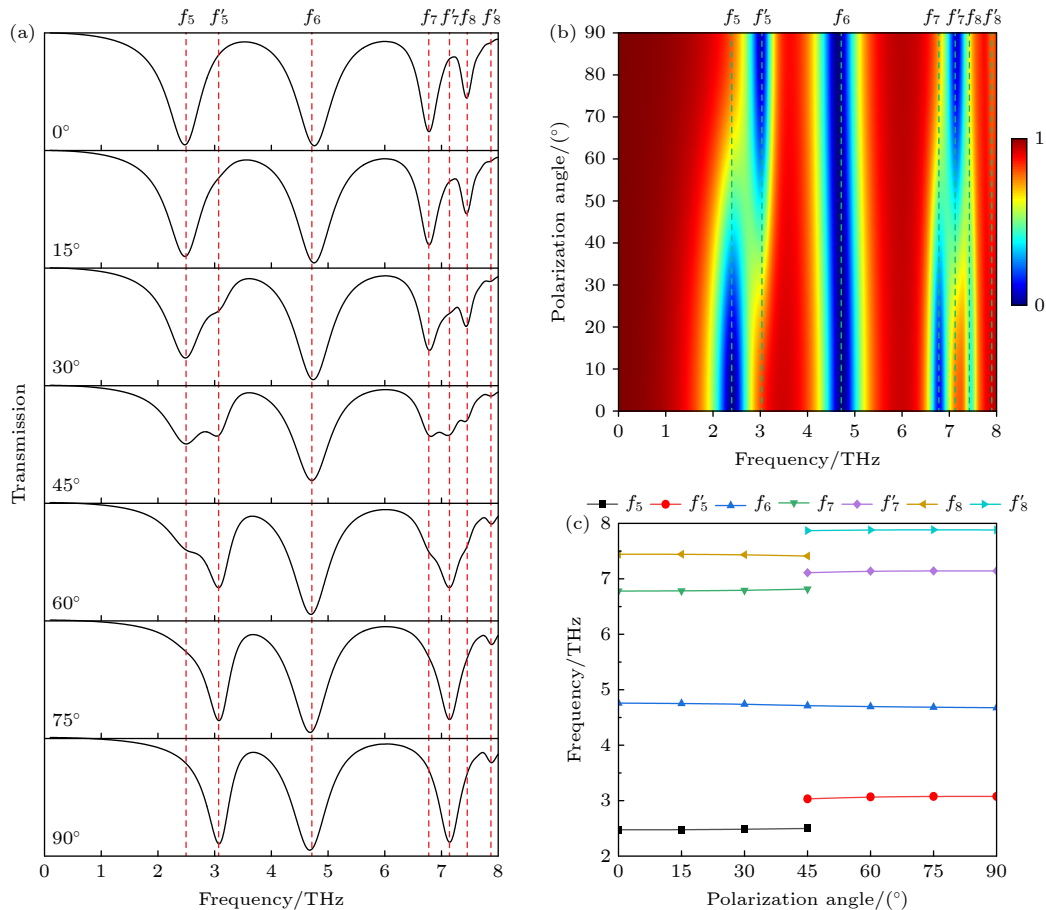 (a)
f5 f′5 f6 f7 f′7 f8 f′8
0°
15°
30°
45°
60°
75°
90°
Transmission
0 1 2 3 4 5 6 7 8
Frequency/THz
(b)
f5 f′5 f6 f7 f′7 f8 f′8
90
80
70
60
50
40
30
20
10
0
Polarization angle/(°)
0 1 2 3 4 5 6 7 8
Frequency/THz
1
0
f5 f′5 f6 f7 f′7 f8 f′8
(c)
8
7
6
5
4
3
2
Frequency/THz
0 15 30 45 60 75 90
Polarization angle/(°)